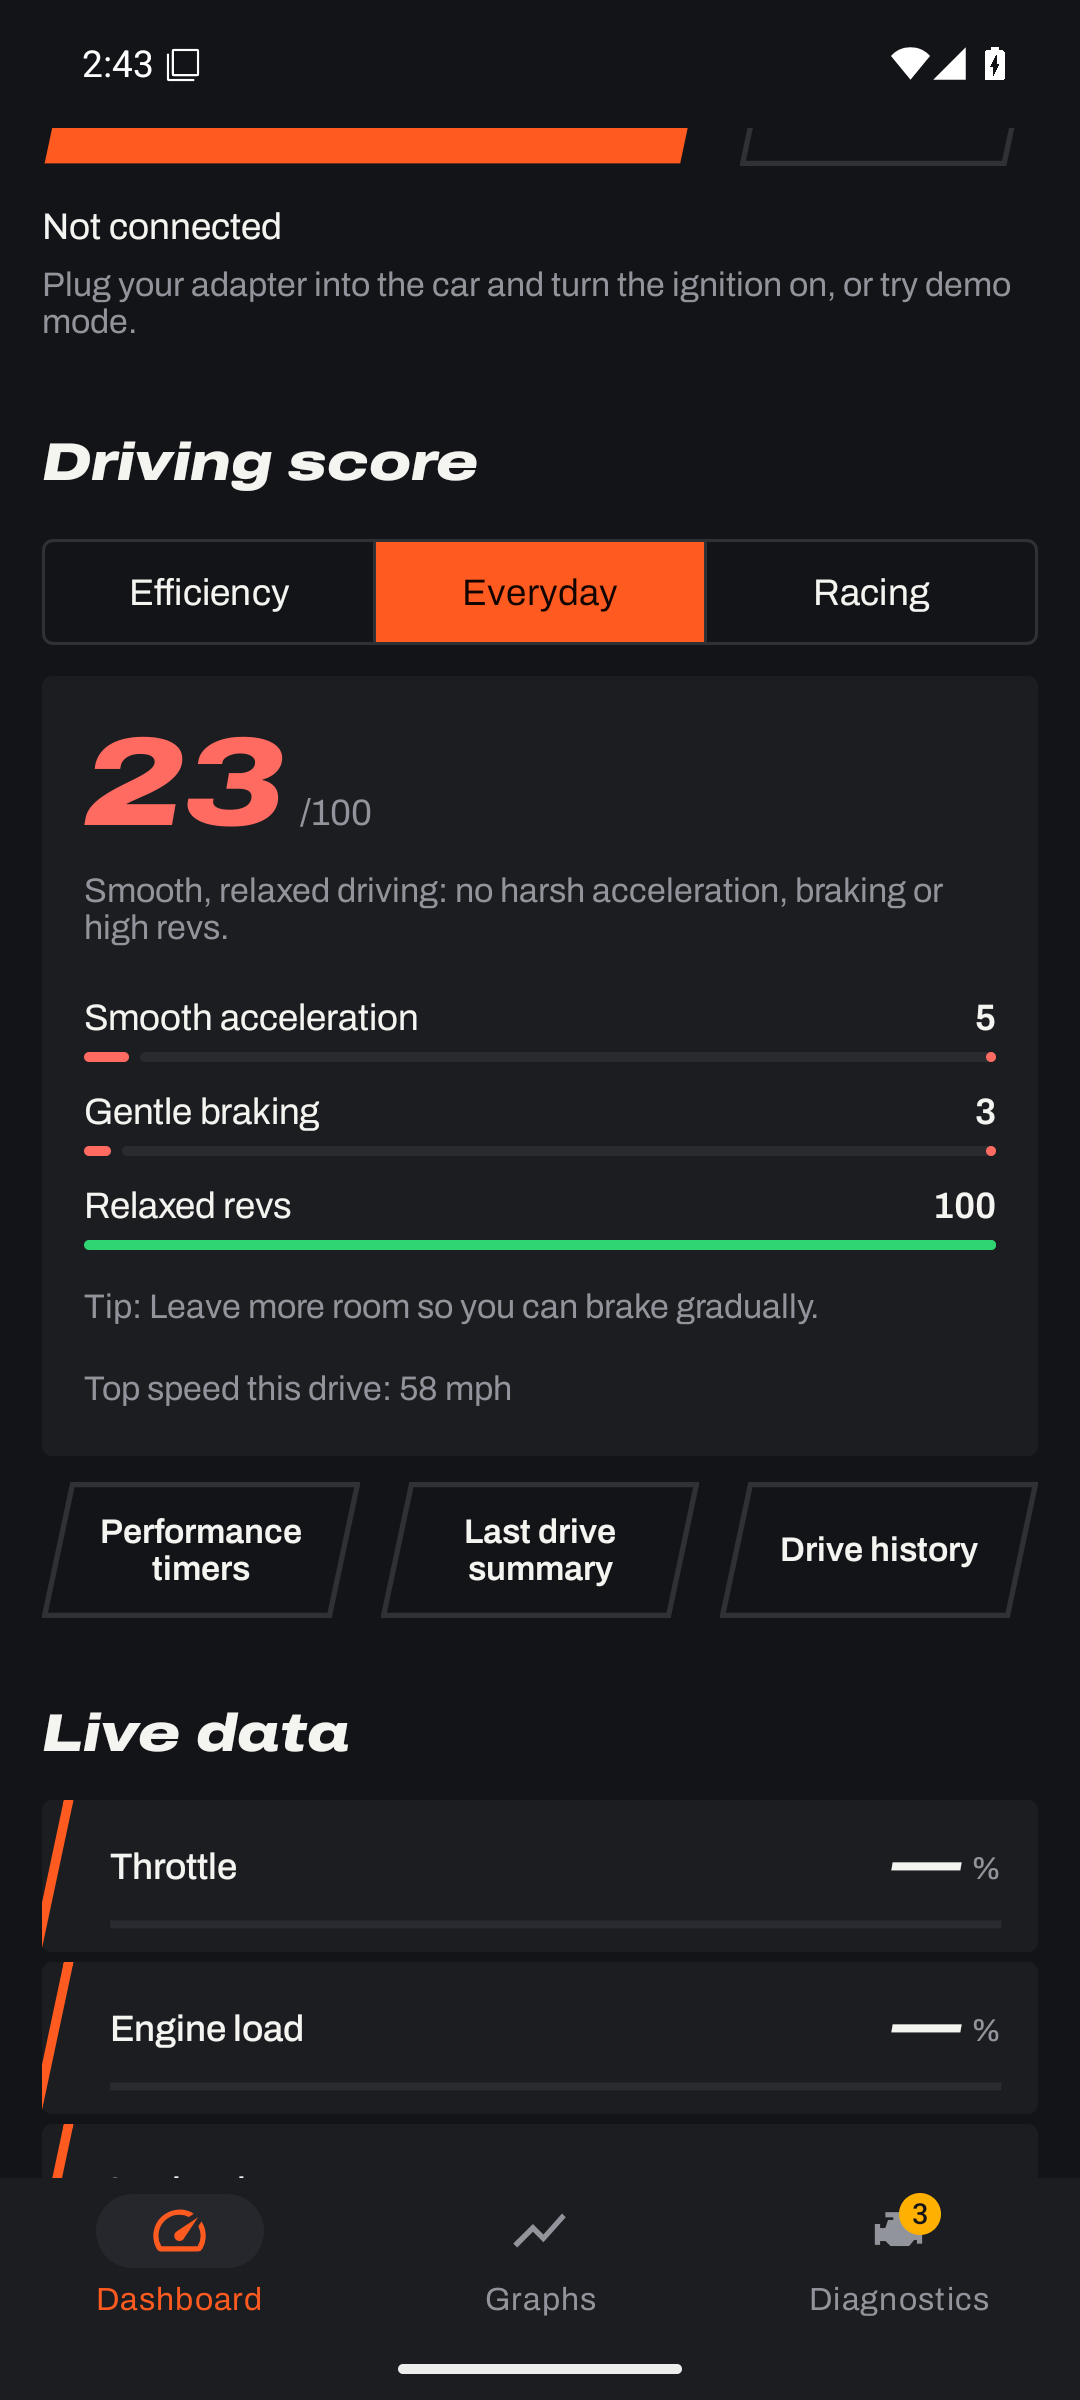 2:43
Not connected
Plug your adapter into the car and turn the ignition on, or try demo
mode.
Driving score
Efficiency
Everyday
Racing
23 /100
Smooth, relaxed driving: no harsh acceleration, braking or
high revs.
Smooth acceleration 5
Gentle braking 3
Relaxed revs 100
Tip: Leave more room so you can brake gradually.
Top speed this drive: 58 mph
Performance
timers
Last drive
summary
Drive history
Live data
Throttle — %
Engine load — %
3
Dashboard
Graphs
Diagnostics